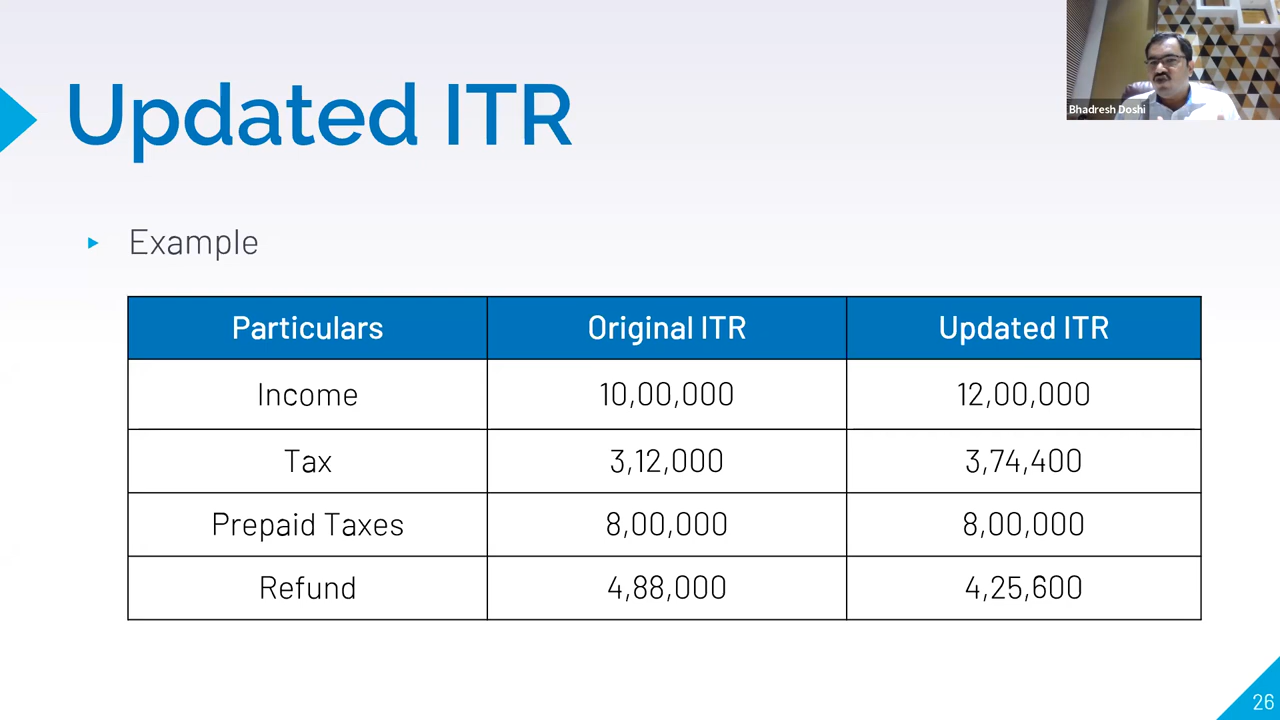 Updated ITR
Bhadresh Doshi
Example
Particulars Original ITR Updated ITR
Income 10,00,000 12,00,000
Tax 3,12,000 3,74,400
Prepaid Taxes 8,00,000 8,00,000
Refund 4,88,000 4,25,600
26